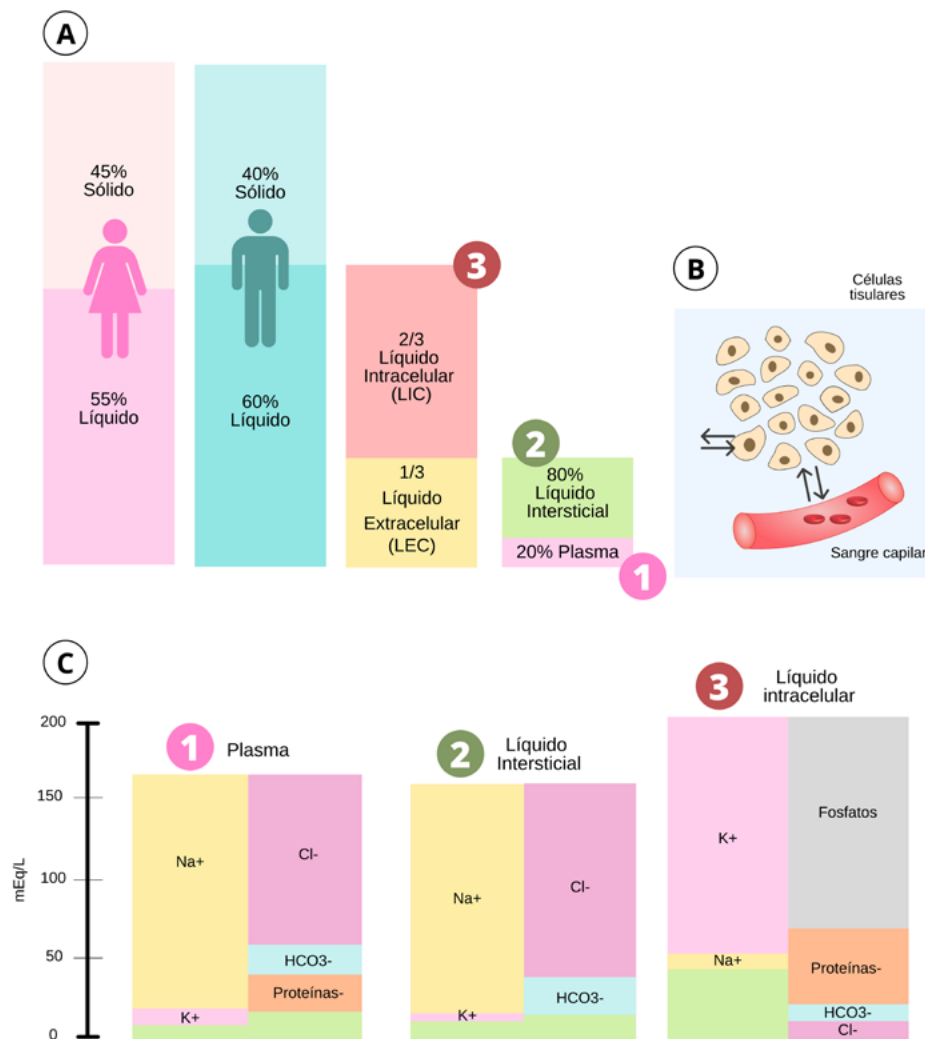 A
45%
Sólido
55%
Líquido
40%
Sólido
60%
Líquido
3
2/3
Líquido
Intracelular
(LIC)
1/3
Líquido
Extracelular
(LEC)
2
80%
Líquido
Intersticial
20% Plasma
1
B
Células
tisulares
Sangre capilar
C
mEq/L
200
150
100
50
0
1
Plasma
Na+
K+
Cl-
HCO3-
Proteínas-
2
Líquido
Intersticial
Na+
K+
Cl-
HCO3-
3
Líquido
intracelular
K+
Na+
Fosfatos
Proteínas-
HCO3-
Cl-